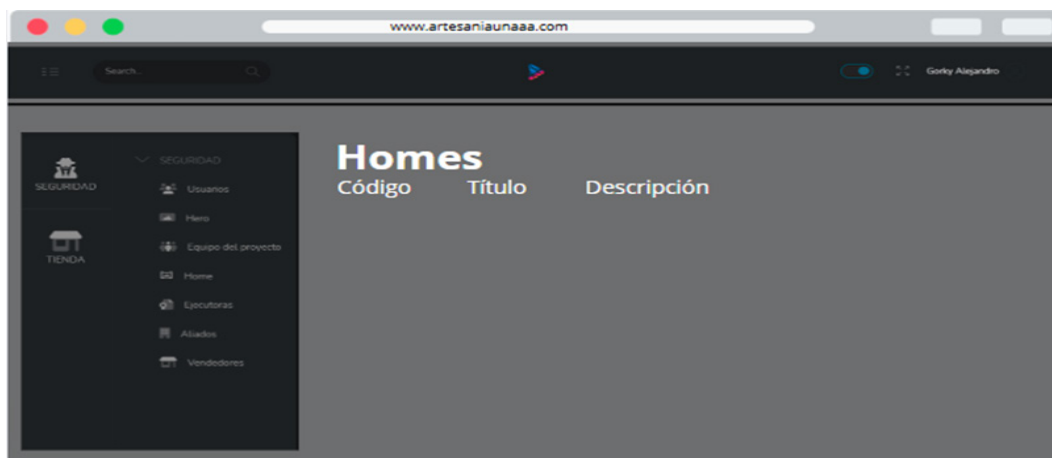 www.artesaniaunaaa.com
Search..
Gorky Alejandro
SEGURIDAD
TIENDA
SEGURIDAD
Usuarios
Hero
Equipo del proyecto
Home
Ejecutoras
Aliados
Vendedores
Homes
Código Título Descripción